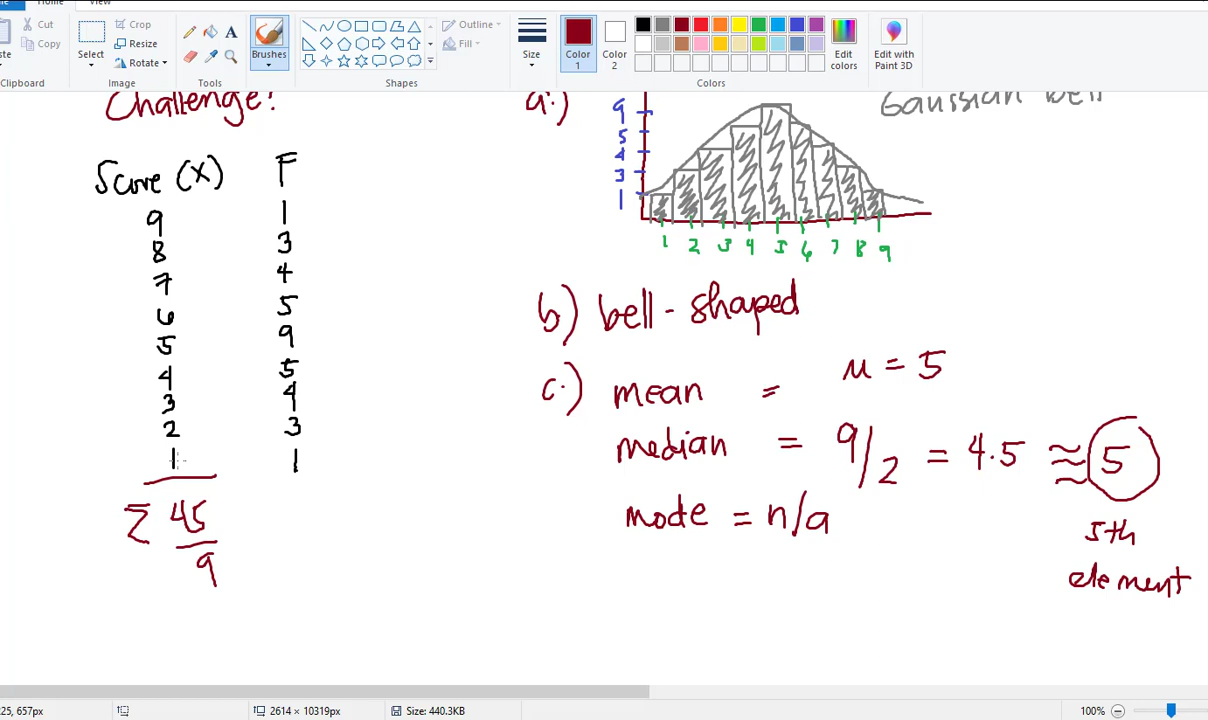 Home
View
Paste
Cut
Copy
Clipboard
Select
Crop
Resize
Rotate
Image
A
Tools
Brushes
Outline
Fill
Shapes
Size
Color 1
Color 2
Edit colors
Edit with Paint 3D
Colors
Challenge!
Score (X) F
9 1
8 3
7 4
6 5
5 9
4 5
3 4
2 3
1 1
Σ 45
9
a.)
Gaussian bell
9
5
4
3
1
1 2 3 4 5 6 7 8 9
b) bell-shaped
c.) mean = μ = 5
median = 9/2 = 4.5 ≈ 5
5th
element
mode = n/a
25, 657px
2614 × 10319px
Size: 440.3KB
100%